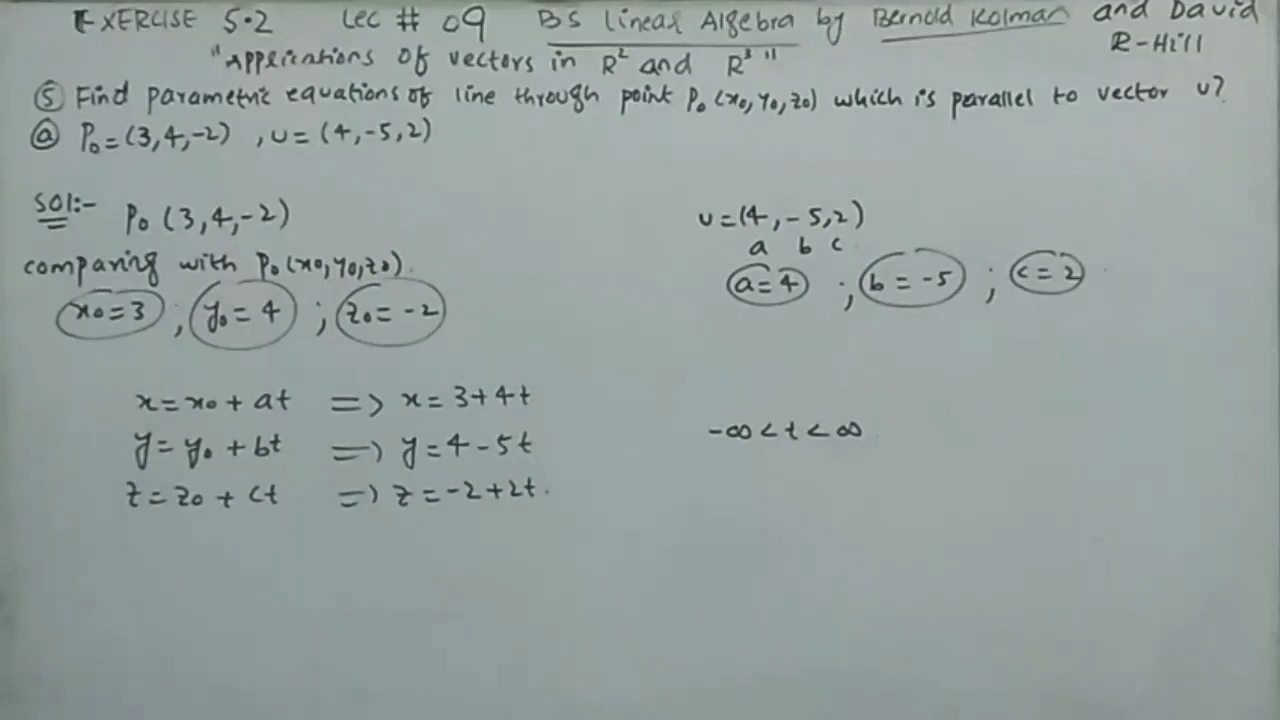 EXERCISE 5.2 Lec # 09 BS Linear Algebra by Bernold Kolman and David
R-Hill
"Applications of vectors in R² and R³"
⑤ Find parametric equations of line through point P₀(x₀,y₀,z₀) which is parallel to vector u?
ⓐ P₀=(3,4,-2) , u=(4,-5,2)
Sol:- P₀(3,4,-2)
comparing with P₀(x₀,y₀,z₀).
x₀=3 ; y₀=4 ; z₀=-2
u=(4,-5,2)
a b c
a=4 ; b=-5 ; c=2
x=x₀+at => x=3+4t
y=y₀+bt => y=4-5t
z=z₀+ct => z=-2+2t.
-∞<t<∞